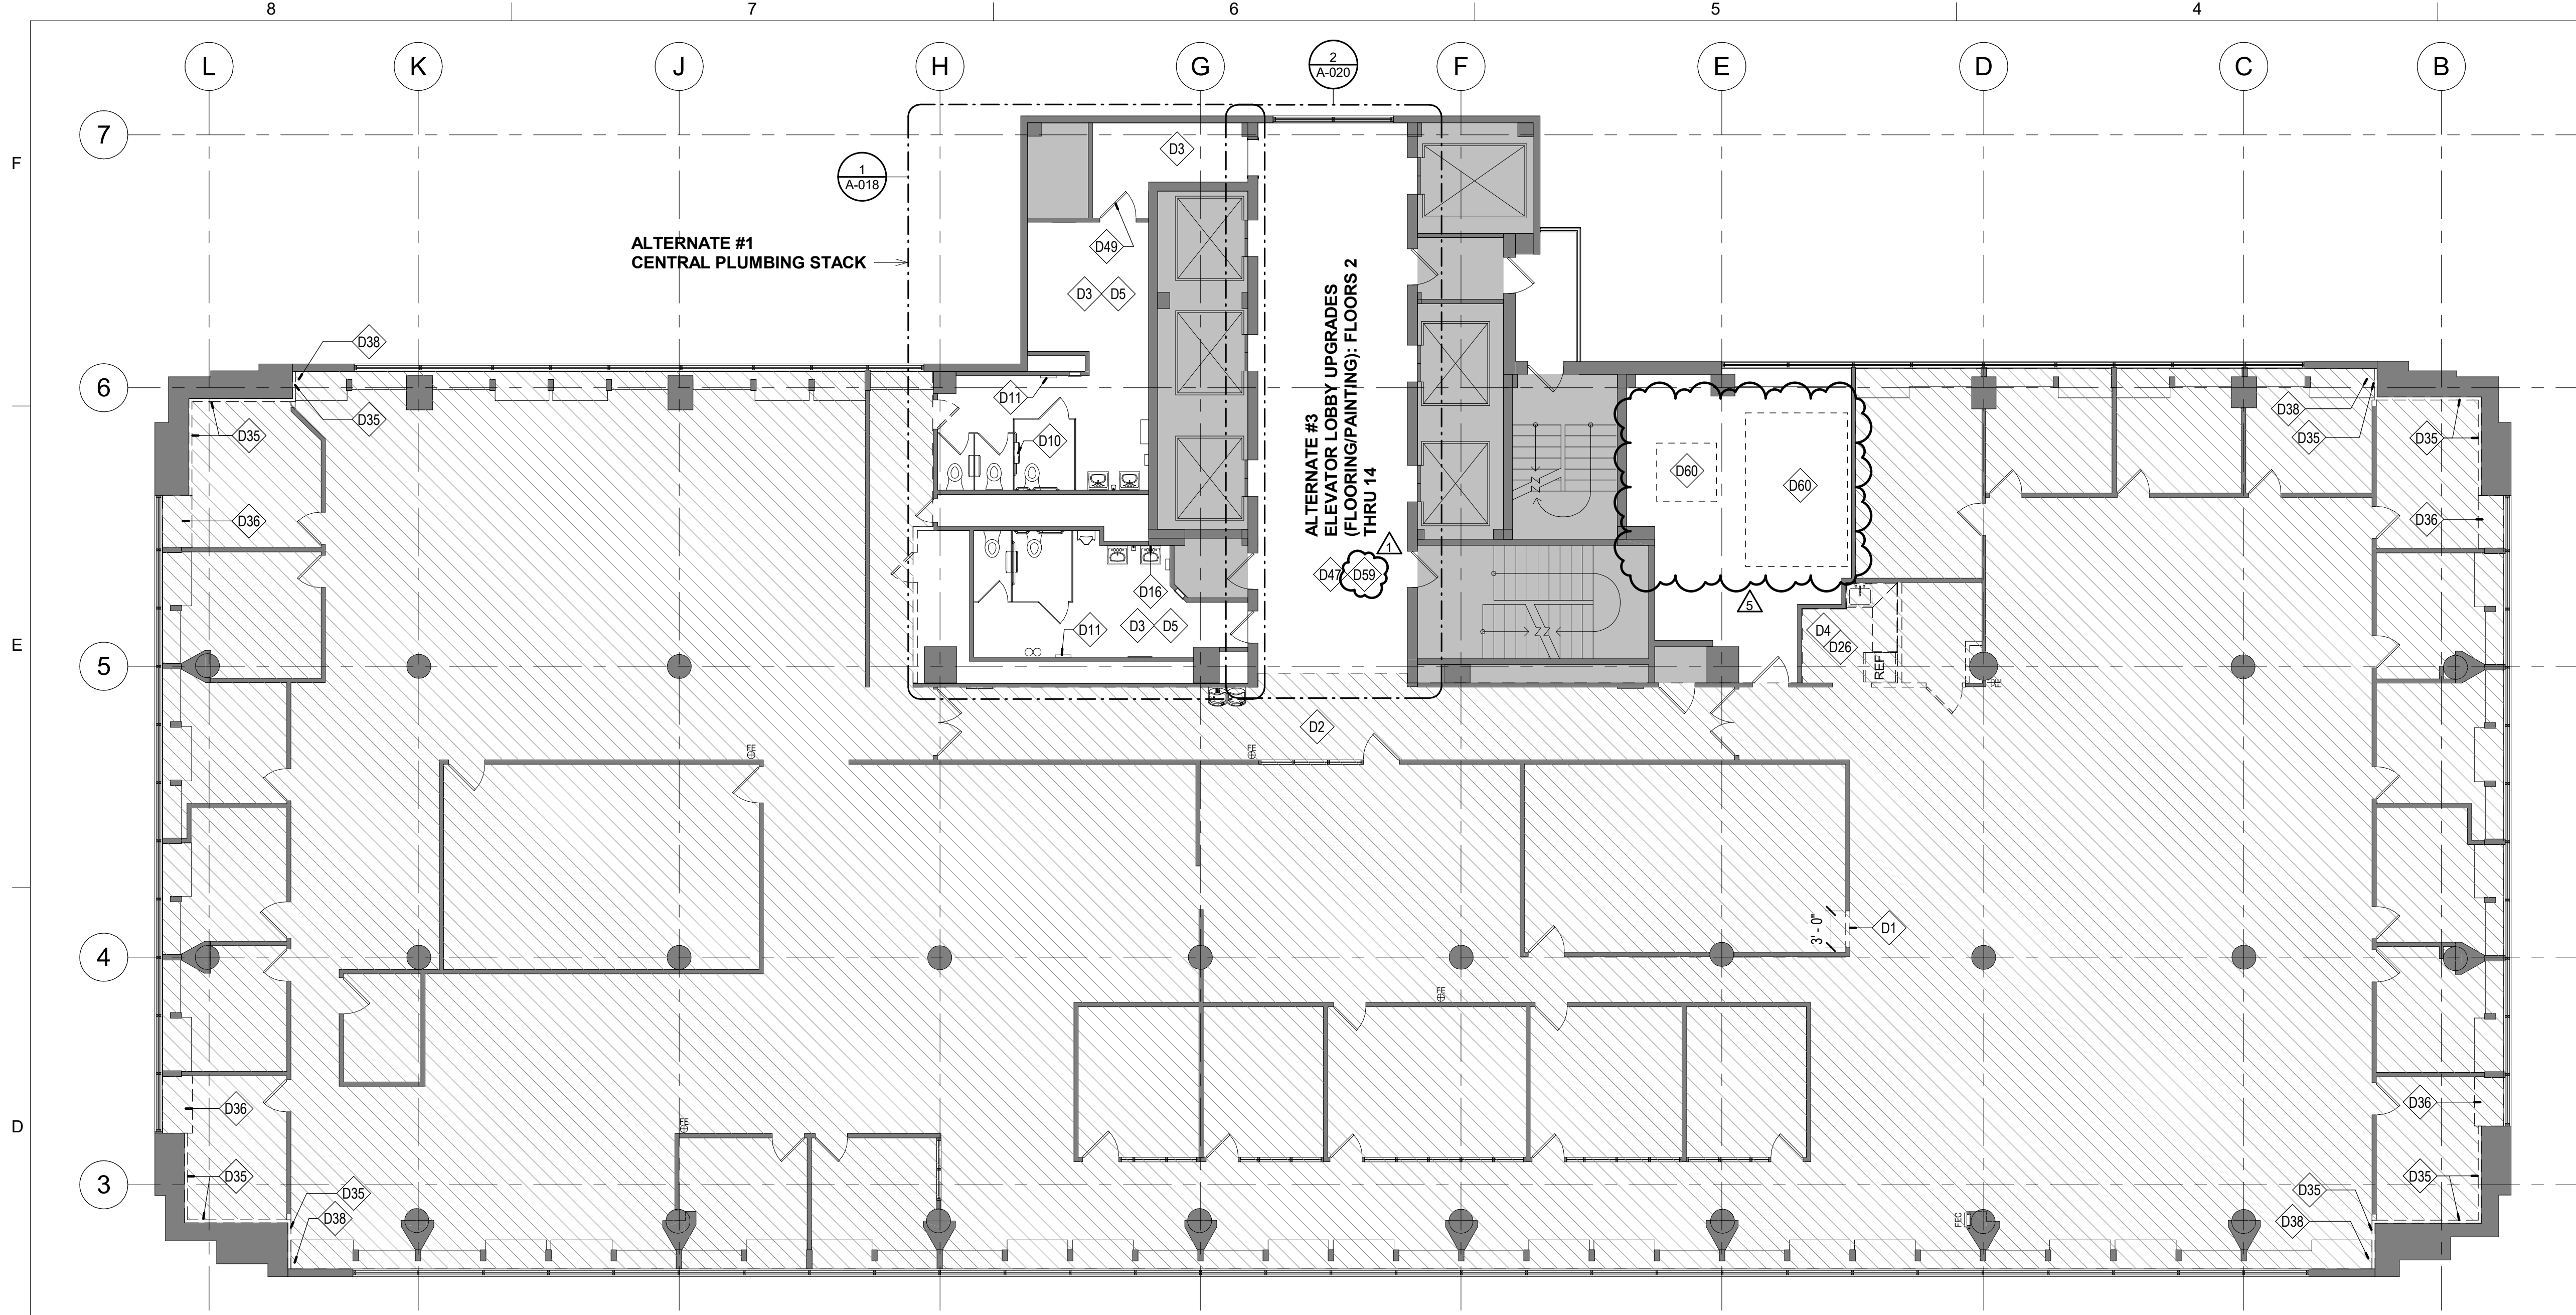 8 7 6 5 4
L K J H G F E D C B
2
A-020
7
F
D3
1
A-018
D49
ALTERNATE #1
CENTRAL PLUMBING STACK
D3 D5
D38
6
D11
D35
D38
D35
D35
D35
D10
D60
D60
D36
D36
ALTERNATE #3
ELEVATOR LOBBY UPGRADES
(FLOORING/PAINTING): FLOORS 2
THRU 14
1
D47 D59
D16
5
D3 D5
D11
D4
D26
REF
E
5
FE
D2
FE
FE
3' - 0"
D1
4
FE
D36
D36
FE
D
D35
D35
3
D35
D35
D38
D38
FEC